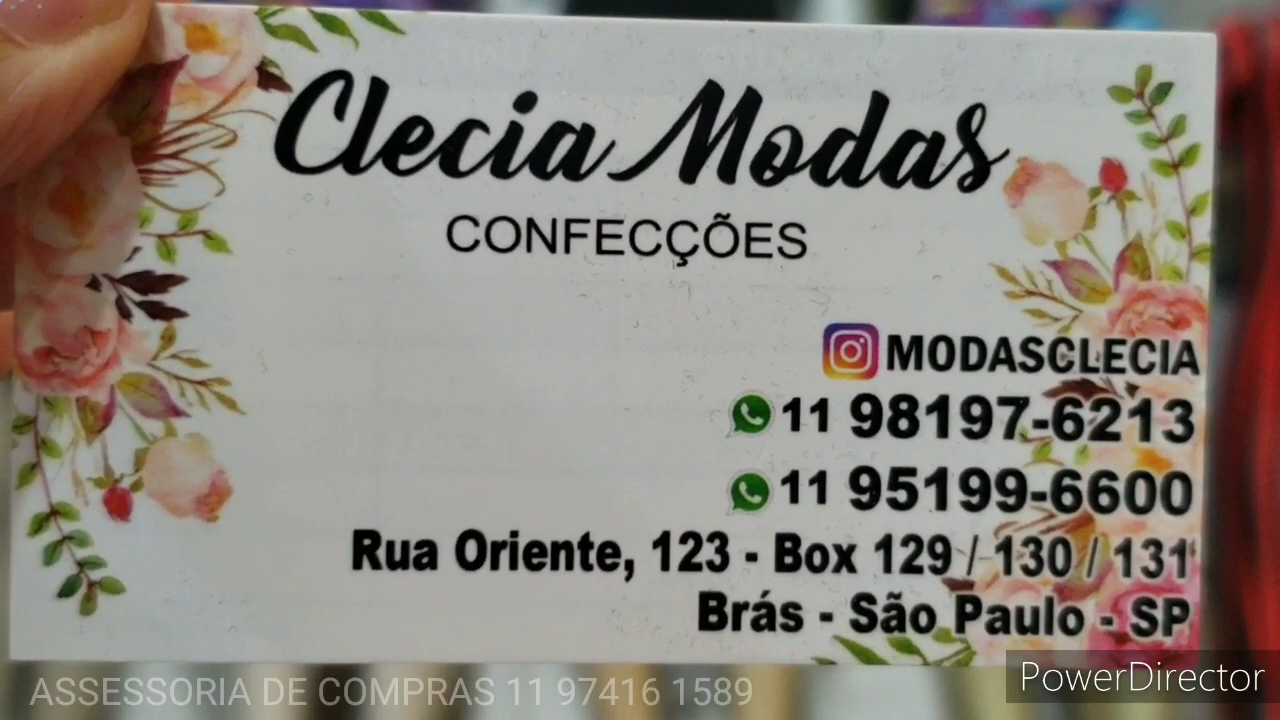 Clecia Modas
CONFECÇÕES
MODASCLECIA
11 98197-6213
11 95199-6600
Rua Oriente, 123 - Box 129 / 130 / 131
Brás - São Paulo - SP
ASSESSORIA DE COMPRAS 11 97416 1589
PowerDirector